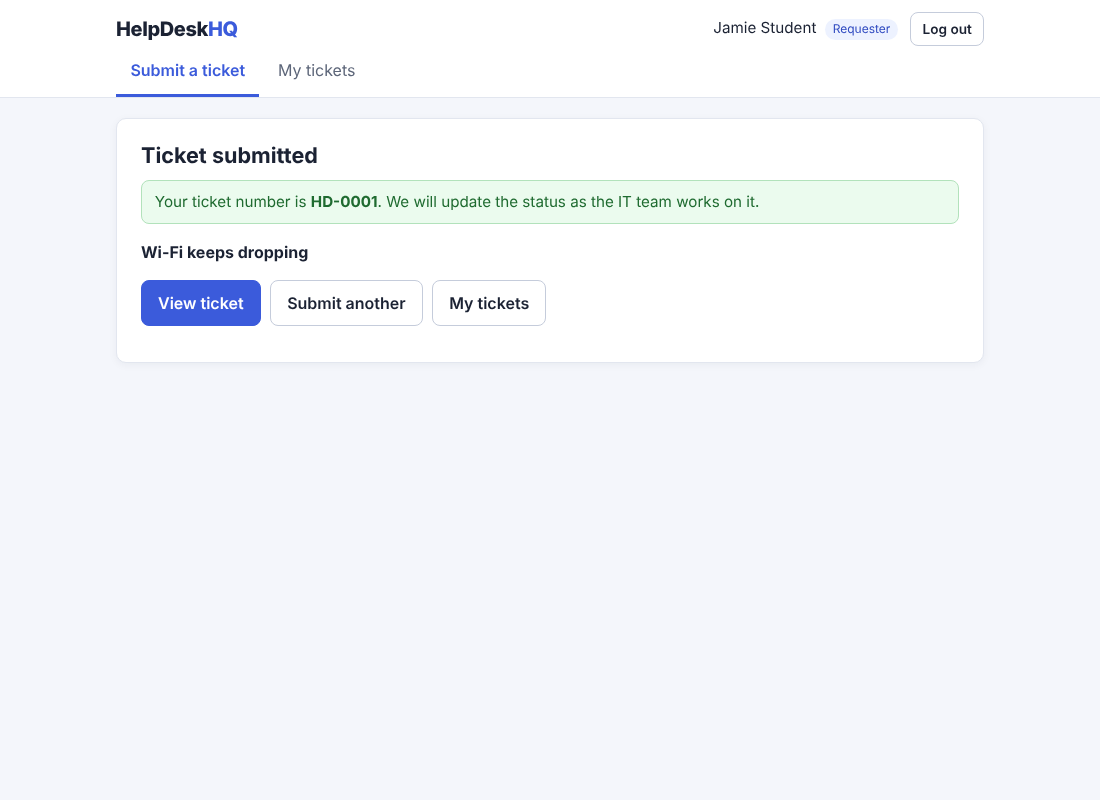 HelpDeskHQ
Jamie Student Requester Log out
Submit a ticket My tickets
Ticket submitted
Your ticket number is HD-0001. We will update the status as the IT team works on it.
Wi-Fi keeps dropping
View ticket Submit another My tickets